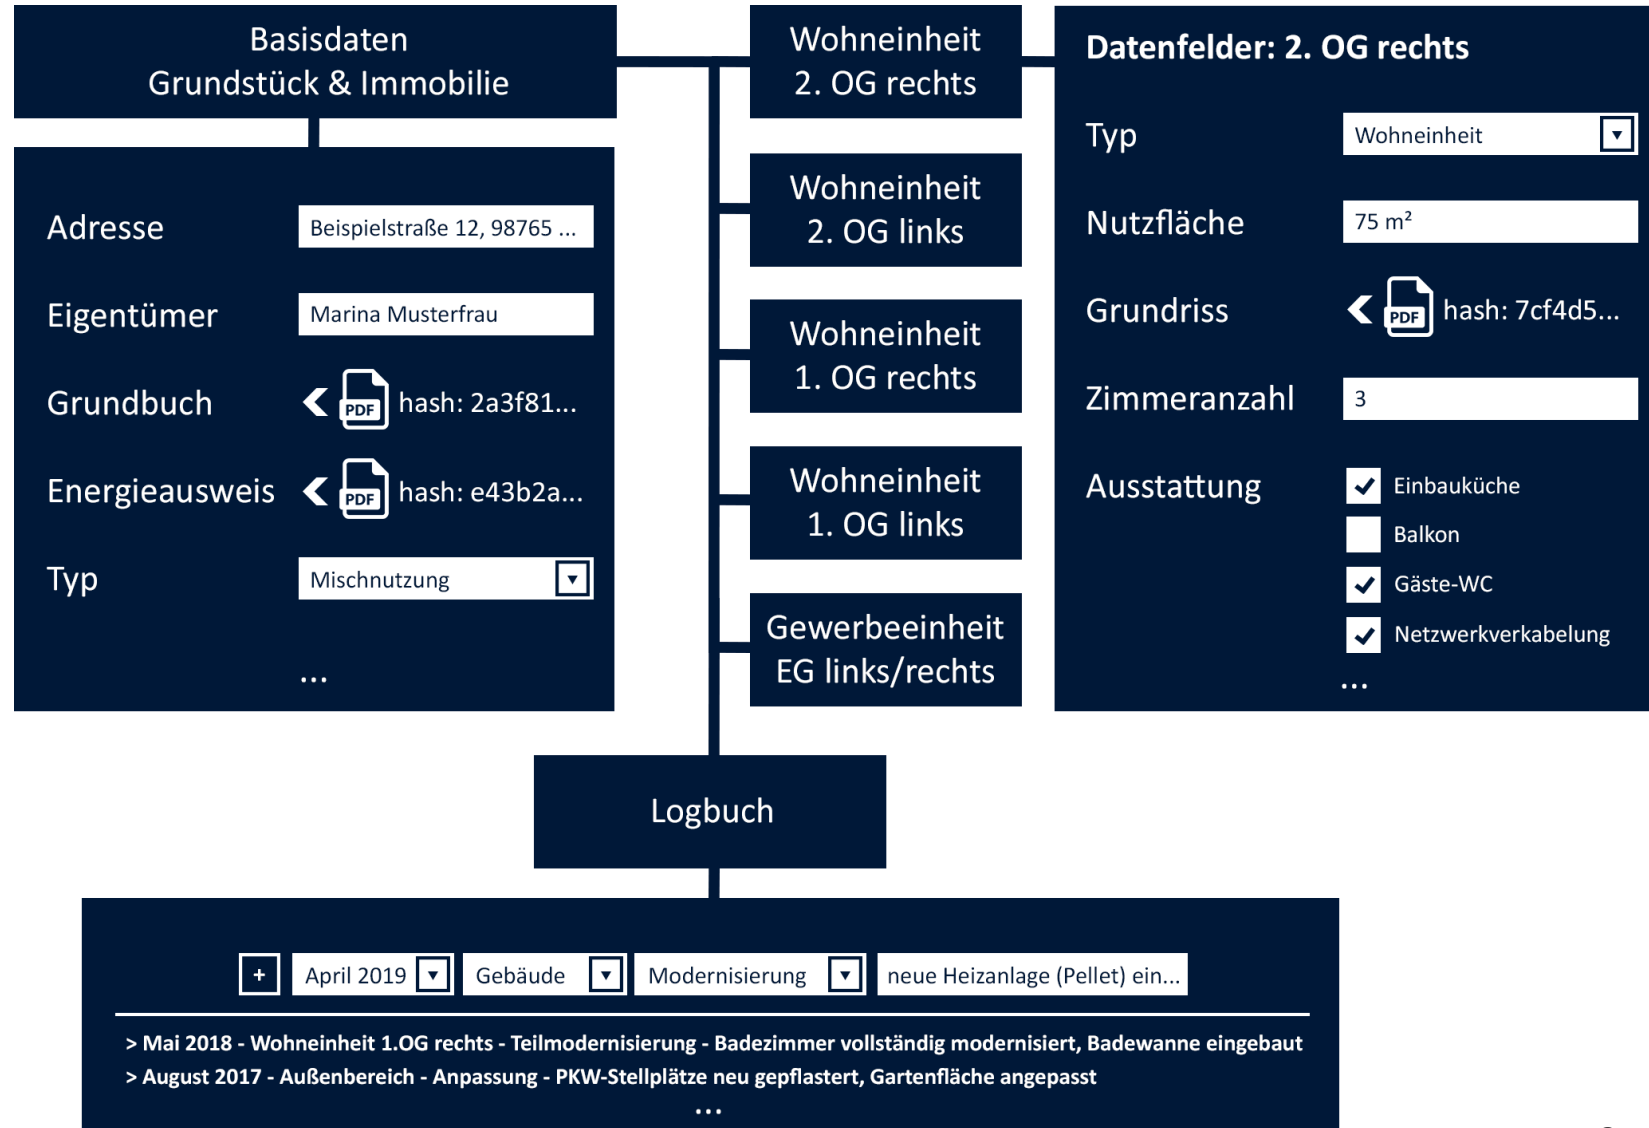 Basisdaten
Grundstück & Immobilie
Adresse
Beispielstraße 12, 98765 ...
Eigentümer
Marina Musterfrau
Grundbuch
PDF
hash: 2a3f81...
Energieausweis
PDF
hash: e43b2a...
Typ
Mischnutzung
...
Wohneinheit
2. OG rechts
Wohneinheit
2. OG links
Wohneinheit
1. OG rechts
Wohneinheit
1. OG links
Gewerbeeinheit
EG links/rechts
Datenfelder: 2. OG rechts
Typ
Wohneinheit
Nutzfläche
75 m²
Grundriss
PDF
hash: 7cf4d5...
Zimmeranzahl
3
Ausstattung
Einbauküche
Balkon
Gäste-WC
Netzwerkverkabelung
...
Logbuch
+ April 2019 Gebäude Modernisierung neue Heizanlage (Pellet) ein...
> Mai 2018 - Wohneinheit 1.OG rechts - Teilmodernisierung - Badezimmer vollständig modernisiert, Badewanne eingebaut
> August 2017 - Außenbereich - Anpassung - PKW-Stellplätze neu gepflastert, Gartenfläche angepasst
...